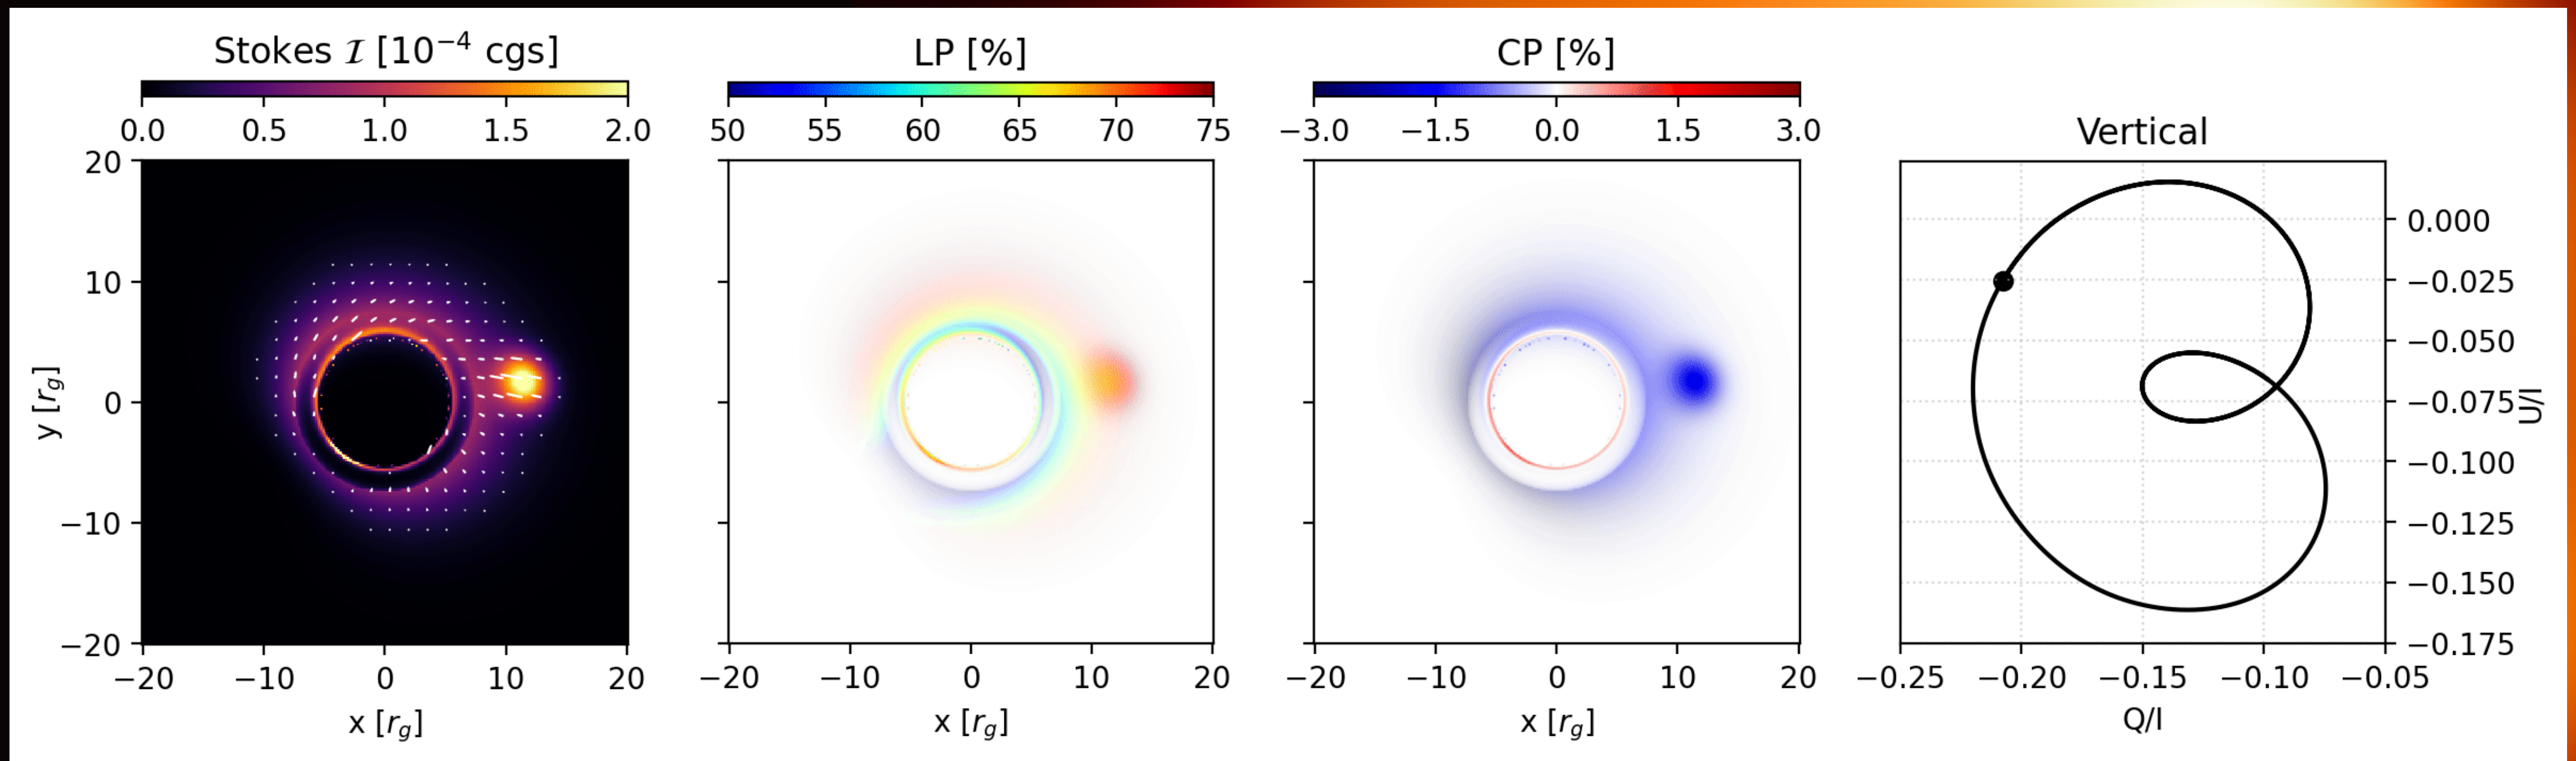 Stokes 𝓘 [10⁻⁴ cgs]
0.0 0.5 1.0 1.5 2.0
20
10
0
−10
−20
y [r_g]
−20 −10 0 10 20
x [r_g]
LP [%]
50 55 60 65 70 75
−20 −10 0 10 20
x [r_g]
CP [%]
−3.0 −1.5 0.0 1.5 3.0
−20 −10 0 10 20
x [r_g]
Vertical
0.000
−0.025
−0.050
−0.075
−0.100
−0.125
−0.150
−0.175
U/I
−0.25 −0.20 −0.15 −0.10 −0.05
Q/I